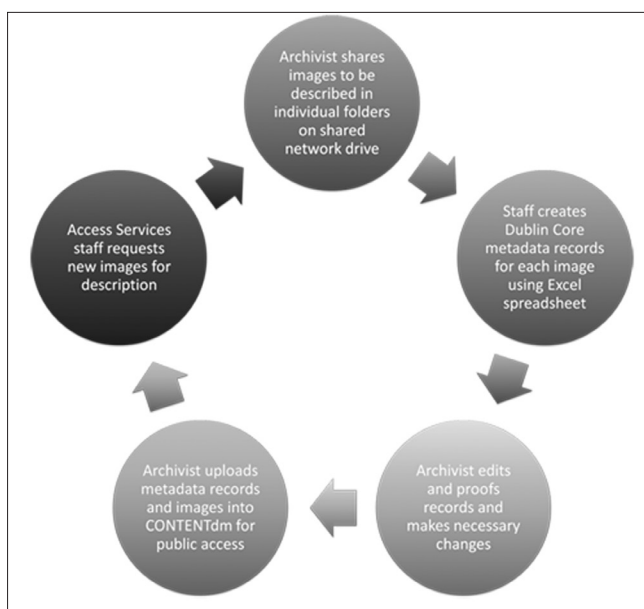 Archivist shares
images to be
described in
individual folders
on shared
network drive
Staff creates
Dublin Core
metadata records
for each image
using Excel
spreadsheet
Archivist edits
and proofs
records and
makes necessary
changes
Archivist uploads
metadata records
and images into
CONTENTdm for
public access
Access Services
staff requests
new images for
description